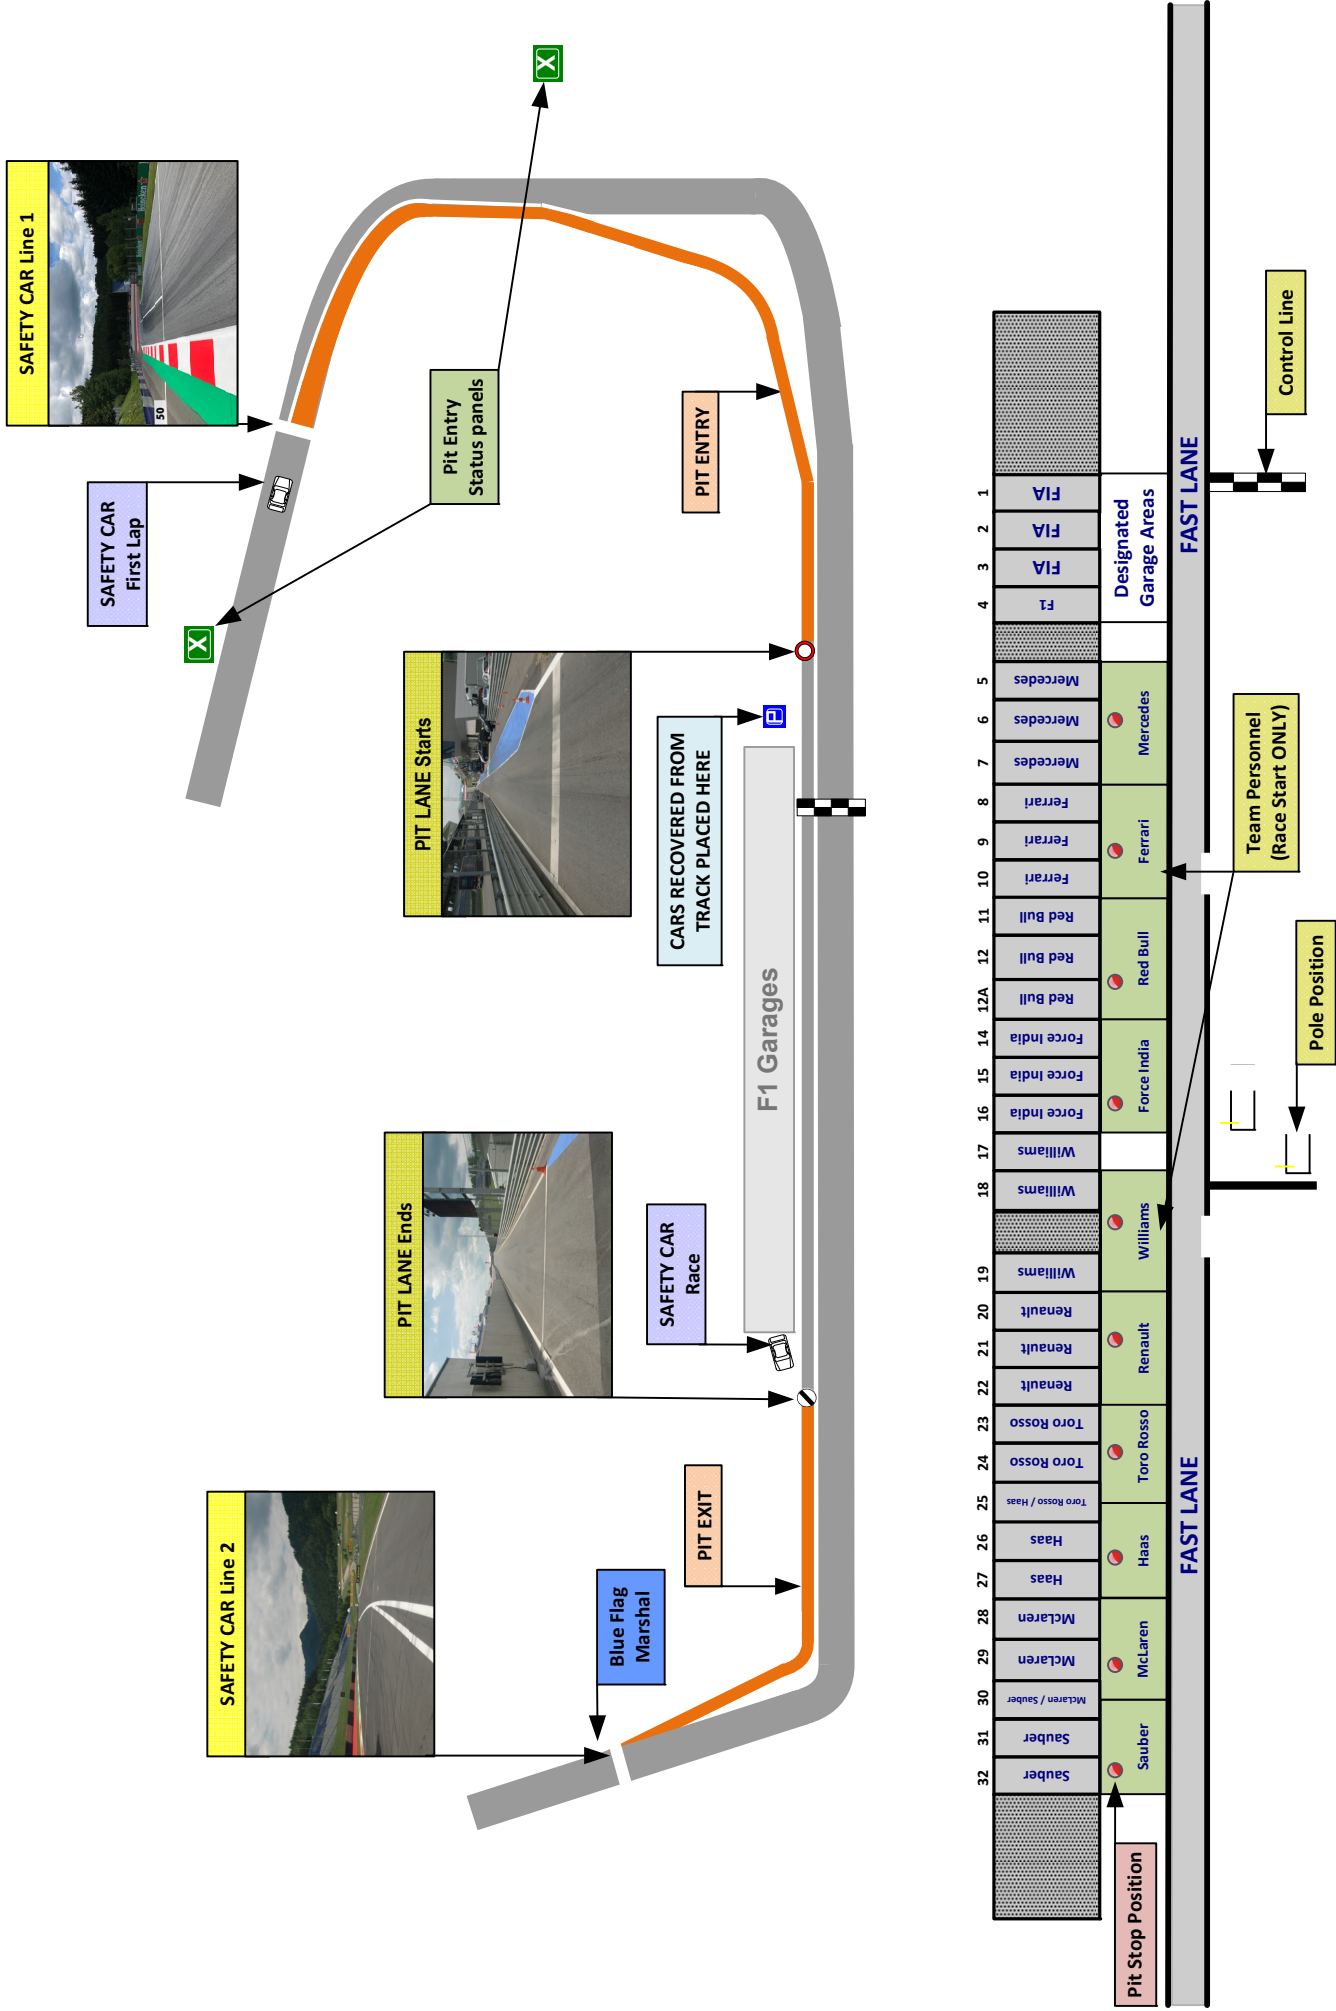 SAFETY CAR Line 2
SAFETY CAR Line 1
50
SAFETY CAR
First Lap
X
X
Pit Entry
Status panels
PIT LANE Ends
PIT LANE Starts
Blue Flag
Marshal
PIT EXIT
SAFETY CAR
Race
CARS RECOVERED FROM
TRACK PLACED HERE
PIT ENTRY
P
F1 Garages
32
31
30
29
28
27
26
25
24
23
22
21
20
19
18
17
16
15
14
12A
12
11
10
9
8
7
6
5
4
3
2
1
Sauber
Sauber
McLaren / Sauber
McLaren
McLaren
Haas
Haas
Toro Rosso / Haas
Toro Rosso
Toro Rosso
Renault
Renault
Renault
Williams
Williams
Williams
Force India
Force India
Force India
Red Bull
Red Bull
Red Bull
Ferrari
Ferrari
Ferrari
Mercedes
Mercedes
Mercedes
F1
FIA
FIA
FIA
Sauber
McLaren
Haas
Toro Rosso
Renault
Williams
Force India
Red Bull
Ferrari
Mercedes
Designated
Garage Areas
Pit Stop Position
FAST LANE
FAST LANE
Team Personnel
(Race Start ONLY)
Control Line
Pole Position